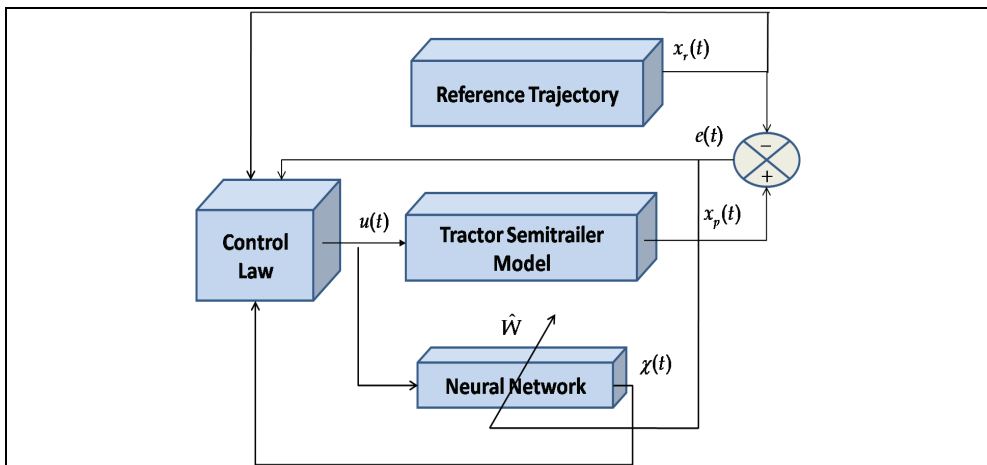 x_r(t)
Reference Trajectory
e(t)
−
+
u(t)
x_p(t)
Control
Law
Tractor Semitrailer
Model
Ŵ
χ(t)
Neural Network